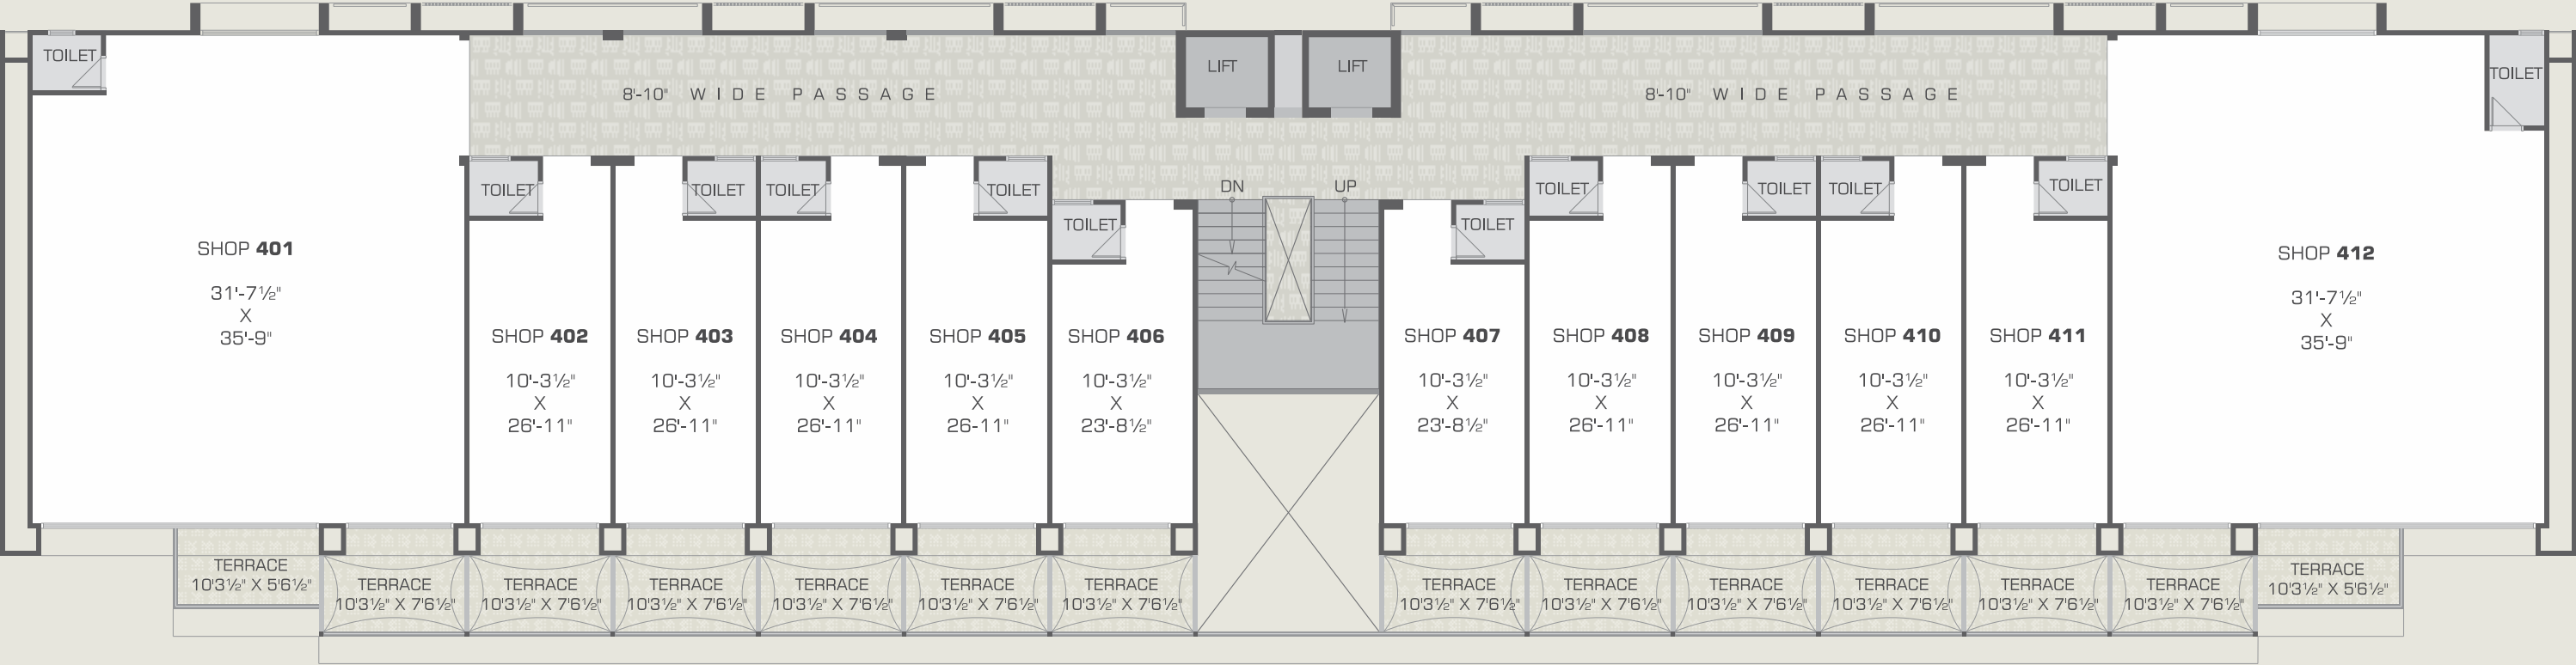 TOILET
8'-10" WIDE PASSAGE
LIFT
LIFT
8'-10" WIDE PASSAGE
TOILET
TOILET
TOILET
TOILET
TOILET
TOILET
DN
UP
TOILET
TOILET
TOILET
TOILET
TOILET
TOILET
SHOP 401
31'-7½"
X
35'-9"
SHOP 402
10'-3½"
X
26'-11"
SHOP 403
10'-3½"
X
26'-11"
SHOP 404
10'-3½"
X
26'-11"
SHOP 405
10'-3½"
X
26-11"
SHOP 406
10'-3½"
X
23'-8½"
SHOP 407
10'-3½"
X
23'-8½"
SHOP 408
10'-3½"
X
26'-11"
SHOP 409
10'-3½"
X
26'-11"
SHOP 410
10'-3½"
X
26'-11"
SHOP 411
10'-3½"
X
26'-11"
SHOP 412
31'-7½"
X
35'-9"
TERRACE
10'3½" X 5'6½"
TERRACE
10'3½" X 7'6½"
TERRACE
10'3½" X 7'6½"
TERRACE
10'3½" X 7'6½"
TERRACE
10'3½" X 7'6½"
TERRACE
10'3½" X 7'6½"
TERRACE
10'3½" X 7'6½"
TERRACE
10'3½" X 7'6½"
TERRACE
10'3½" X 7'6½"
TERRACE
10'3½" X 7'6½"
TERRACE
10'3½" X 7'6½"
TERRACE
10'3½" X 7'6½"
TERRACE
10'3½" X 7'6½"
TERRACE
10'3½" X 5'6½"